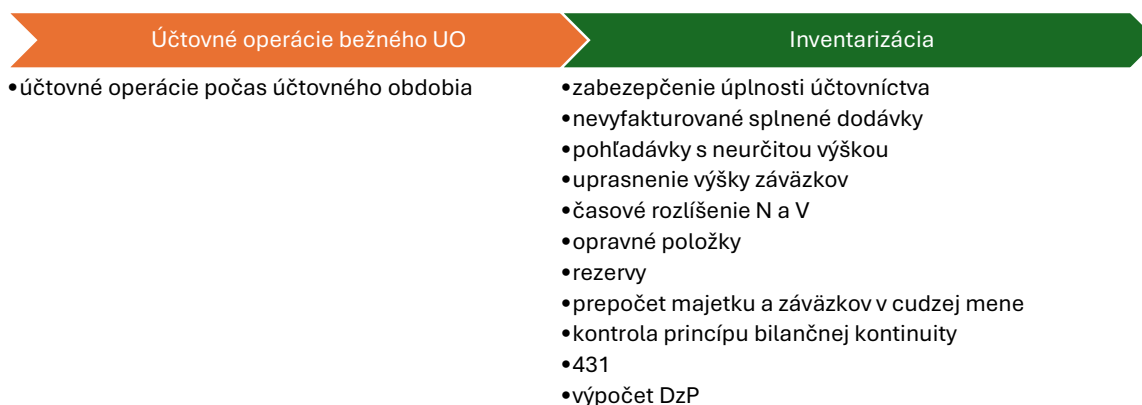 Účtovné operácie bežného UO
•účtovné operácie počas účtovného obdobia
Inventarizácia
•zabezepčenie úplnosti účtovníctva
•nevyfakturované splnené dodávky
•pohľadávky s neurčitou výškou
•uprasnenie výšky záväzkov
•časové rozlíšenie N a V
•opravné položky
•rezervy
•prepočet majetku a záväzkov v cudzej mene
•kontrola princípu bilančnej kontinuity
•431
•výpočet DzP